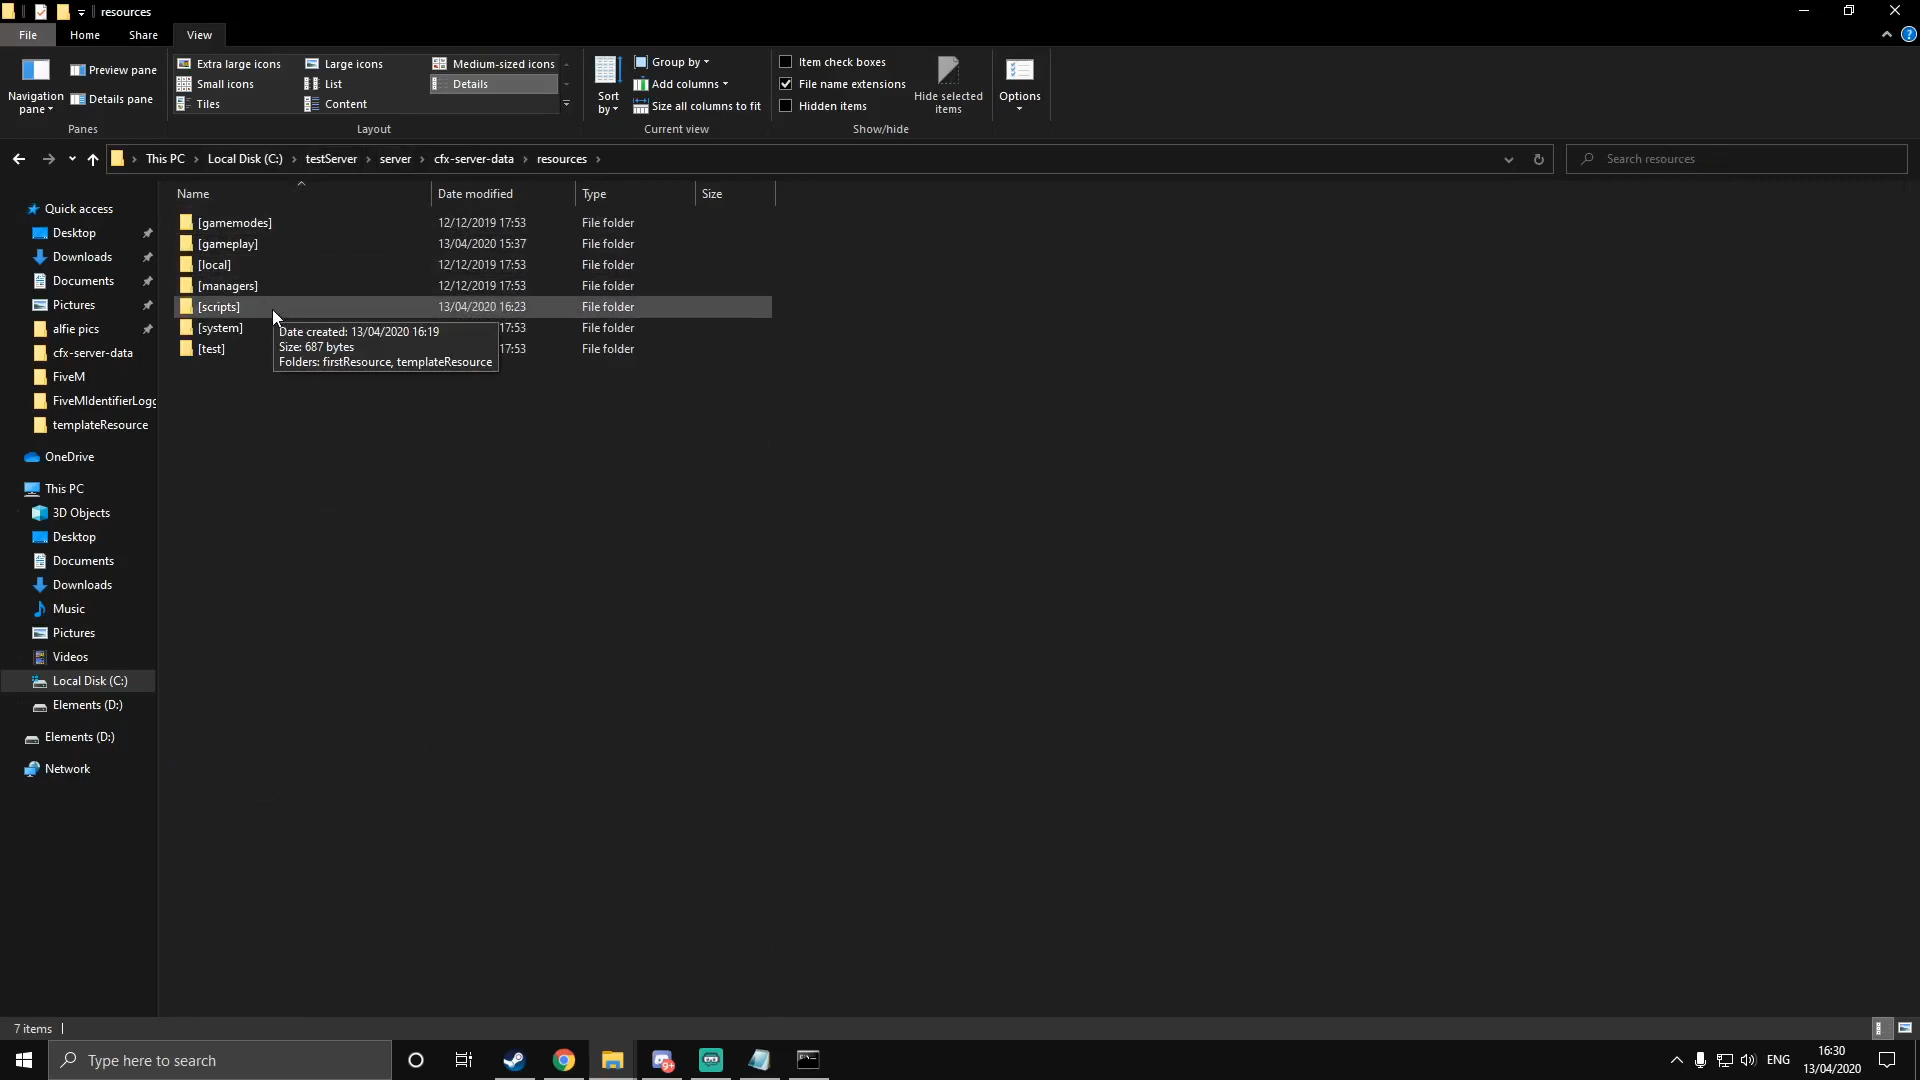 resources
File Home Share View
Navigation pane
Preview pane
Details pane
Panes
Extra large icons Large icons Medium-sized icons
Small icons List Details
Tiles Content
Layout
Sort by
Group by
Add columns
Size all columns to fit
Current view
Item check boxes
File name extensions
Hidden items
Hide selected items
Show/hide
Options
This PC Local Disk (C:) testServer server cfx-server-data resources
Search resources
Name Date modified Type Size
[gamemodes] 12/12/2019 17:53 File folder
[gameplay] 13/04/2020 15:37 File folder
[local] 12/12/2019 17:53 File folder
[managers] 12/12/2019 17:53 File folder
[scripts] 13/04/2020 16:23 File folder
[system] 17:53 File folder
[test] 17:53 File folder
Date created: 13/04/2020 16:19
Size: 687 bytes
Folders: firstResource, templateResource
Quick access
Desktop
Downloads
Documents
Pictures
alfie pics
cfx-server-data
FiveM
FiveMIdentifierLogg
templateResource
OneDrive
This PC
3D Objects
Desktop
Documents
Downloads
Music
Pictures
Videos
Local Disk (C:)
Elements (D:)
Elements (D:)
Network
7 items
Type here to search
9+
ENG
16:30
13/04/2020